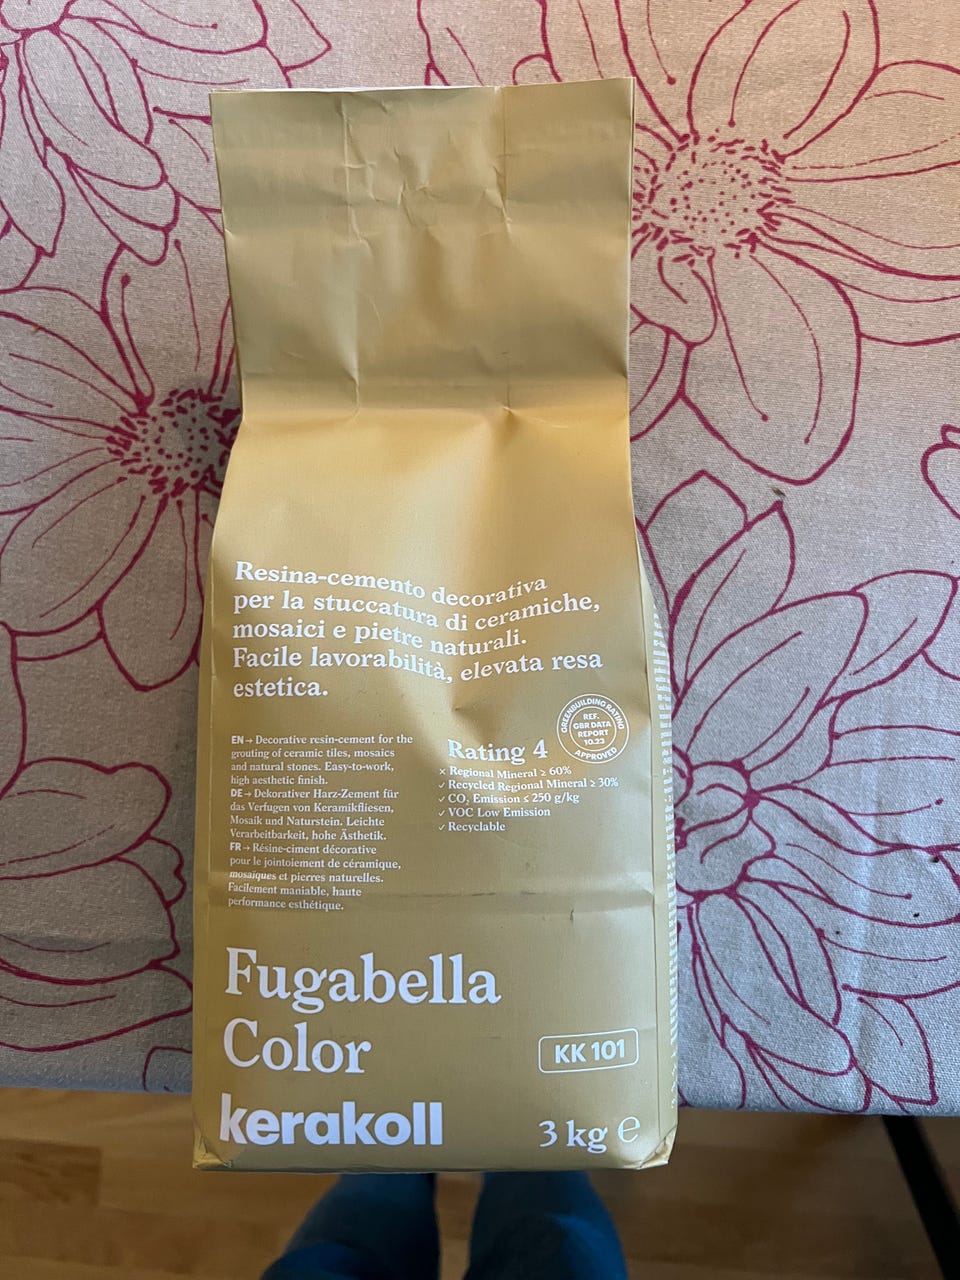 Resina-cemento decorativa
per la stuccatura di ceramiche,
mosaici e pietre naturali.
Facile lavorabilità, elevata resa
estetica.
EN → Decorative resin-cement for the
grouting of ceramic tiles, mosaics
and natural stones. Easy-to-work,
high aesthetic finish.
DE → Dekorativer Harz-Zement für
das Verfugen von Keramikfliesen,
Mosaik und Naturstein. Leichte
Verarbeitbarkeit, hohe Ästhetik.
FR → Résine-ciment décorative
pour le jointoiement de céramique,
mosaïques et pierres naturelles.
Facilement maniable, haute
performance esthétique.
GREENBUILDING RATING
REF.
GBR DATA
REPORT
10.23
APPROVED
Rating 4
× Regional Mineral ≥ 60%
✓ Recycled Regional Mineral ≥ 30%
✓ CO₂ Emission ≤ 250 g/kg
✓ VOC Low Emission
✓ Recyclable
Fugabella
Color
KK 101
kerakoll
3 kg ℮